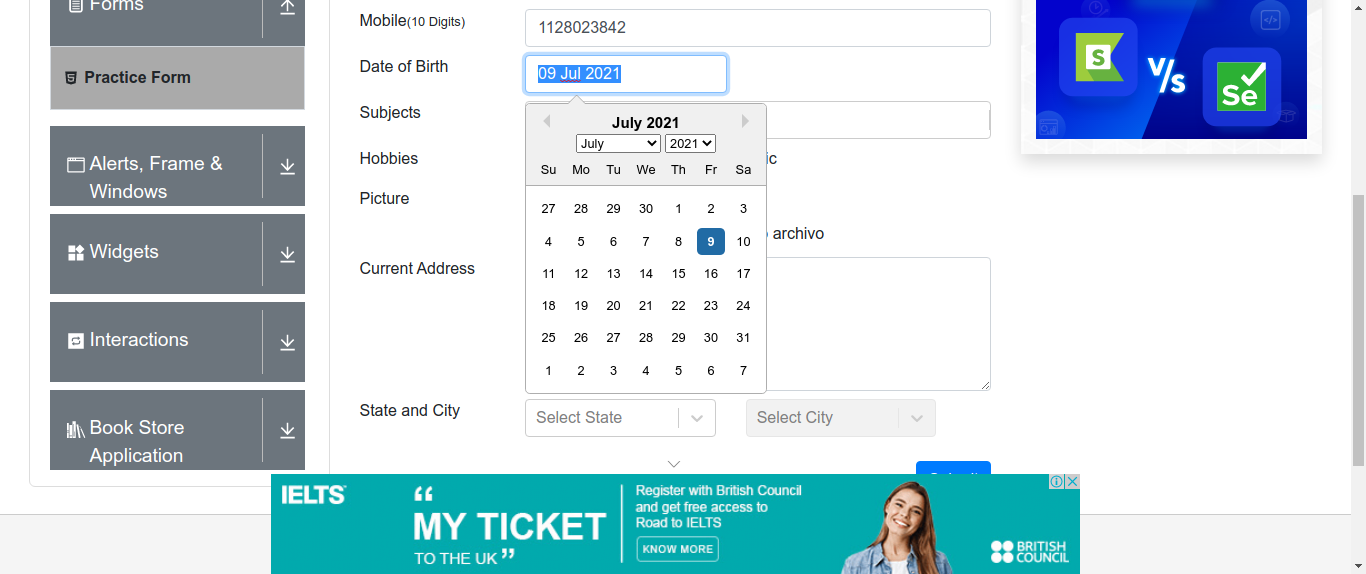 Forms
Practice Form
Alerts, Frame &
Windows
Widgets
Interactions
Book Store
Application
Mobile(10 Digits)
1128023842
Date of Birth
09 Jul 2021
Subjects
Hobbies
Picture
archivo
Current Address
State and City
Select State
Select City
July 2021
July
2021
Su Mo Tu We Th Fr Sa
27 28 29 30 1 2 3
4 5 6 7 8 9 10
11 12 13 14 15 16 17
18 19 20 21 22 23 24
25 26 27 28 29 30 31
1 2 3 4 5 6 7
S
V/s
Se
IELTS
“
MY TICKET
TO THE UK ”
Register with British Council
and get free access to
Road to IELTS
KNOW MORE
BRITISH
COUNCIL